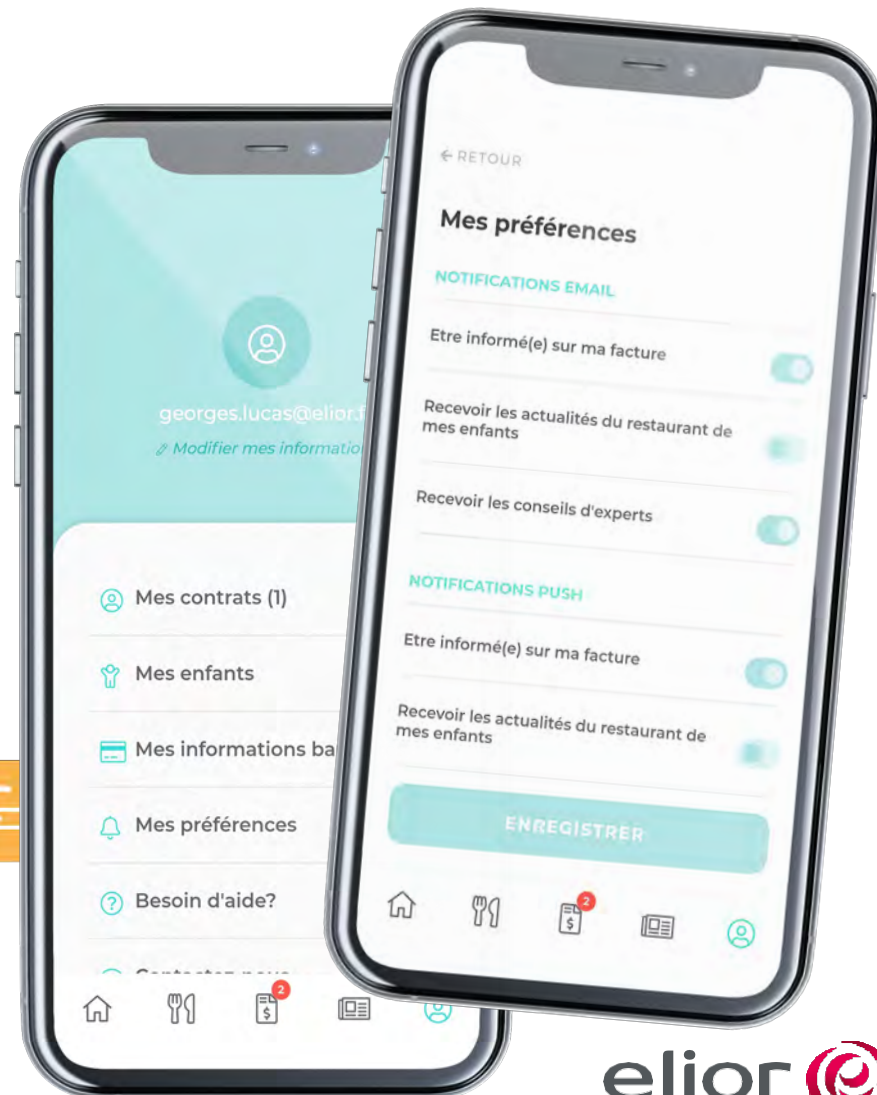 georges.lucas@elior.f
Modifier mes informatio
Mes contrats (1)
Mes enfants
Mes informations ba
Mes préférences
Besoin d'aide?
2
← RETOUR
Mes préférences
NOTIFICATIONS EMAIL
Etre informé(e) sur ma facture
Recevoir les actualités du restaurant de
mes enfants
Recevoir les conseils d'experts
NOTIFICATIONS PUSH
Etre informé(e) sur ma facture
Recevoir les actualités du restaurant de
mes enfants
ENREGISTRER
2
elior